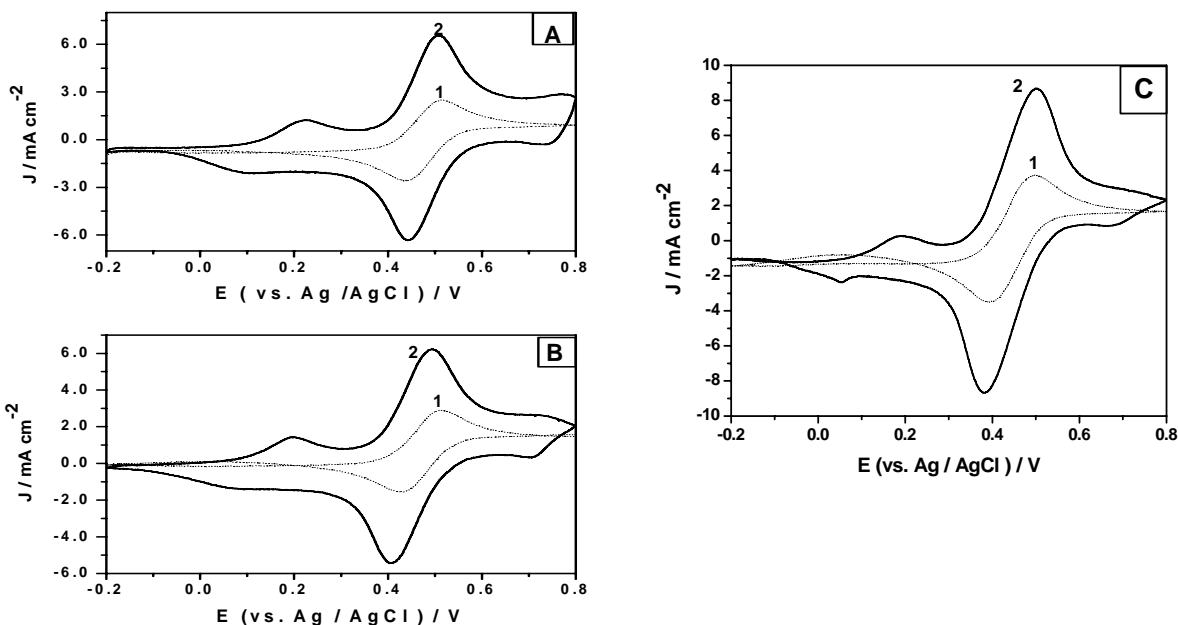 A
J / mA cm-2
6.0
3.0
0.0
-3.0
-6.0
2
1
-0.2 0.0 0.2 0.4 0.6 0.8
E ( vs. Ag /AgCl) / V
B
J / mA cm-2
6.0
4.0
2.0
0.0
-2.0
-4.0
-6.0
2
1
-0.2 0.0 0.2 0.4 0.6 0.8
E (vs. Ag / AgCl ) / V
C
J / mA cm-2
10
8
6
4
2
0
-2
-4
-6
-8
-10
2
1
-0.2 0.0 0.2 0.4 0.6 0.8
E (vs. Ag / AgCl ) / V